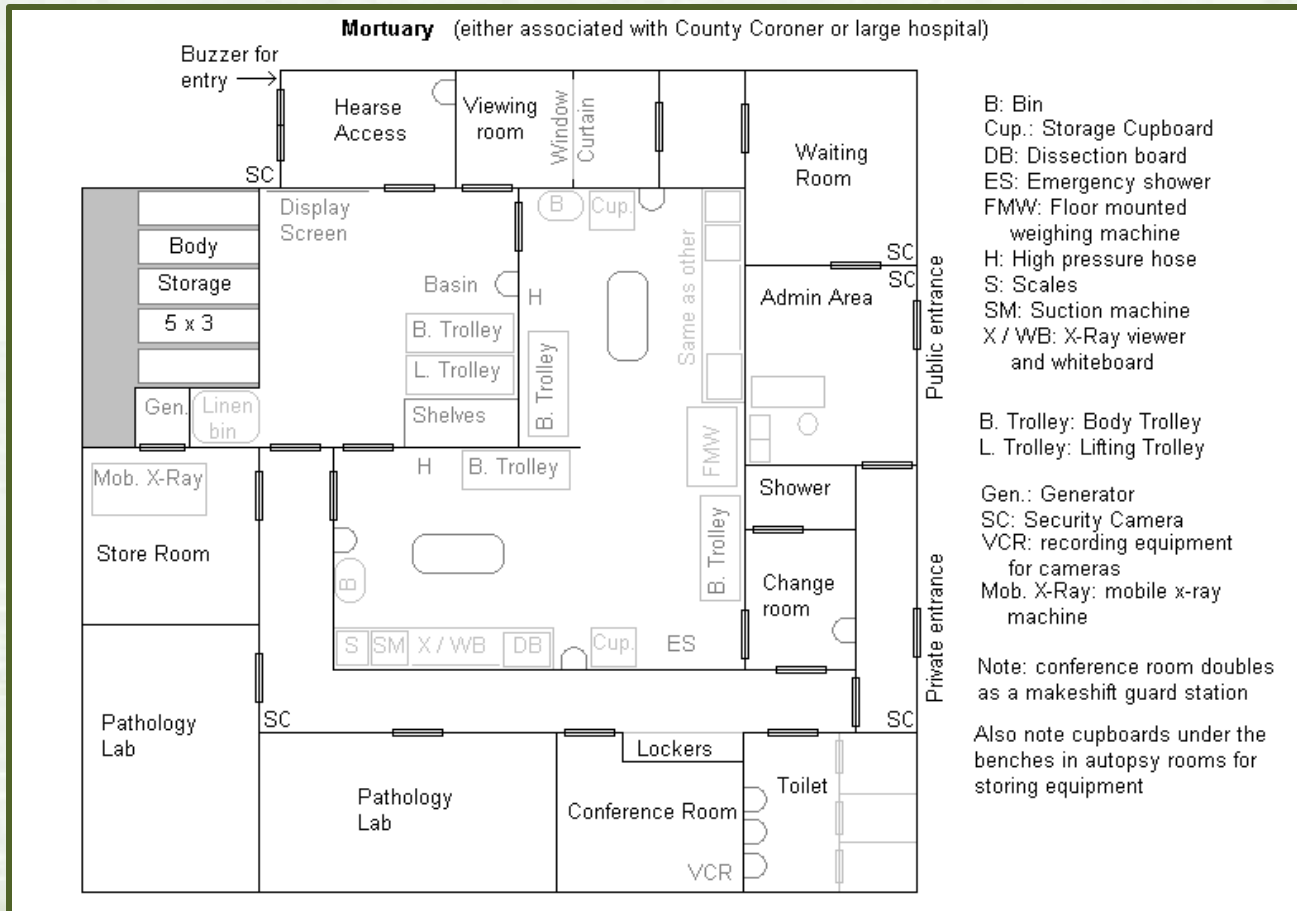 Mortuary (either associated with County Coroner or large hospital)
Buzzer for
entry
Hearse
Access
Viewing
room
Window
Curtain
Waiting
Room
SC
Display
Screen
B
Cup.
Body
Storage
5 x 3
Basin
H
Same as other
SC
SC
Admin Area
Public entrance
B. Trolley
L. Trolley
Shelves
B. Trolley
Gen.
Linen
bin
FMW
H
B. Trolley
Mob. X-Ray
Shower
B. Trolley
Store Room
B
Change
room
Private entrance
S
SM
X / WB
DB
Cup.
ES
SC
SC
Pathology
Lab
Lockers
Pathology
Lab
Conference Room
Toilet
VCR
B: Bin
Cup.: Storage Cupboard
DB: Dissection board
ES: Emergency shower
FMW: Floor mounted
weighing machine
H: High pressure hose
S: Scales
SM: Suction machine
X / WB: X-Ray viewer
and whiteboard
B. Trolley: Body Trolley
L. Trolley: Lifting Trolley
Gen.: Generator
SC: Security Camera
VCR: recording equipment
for cameras
Mob. X-Ray: mobile x-ray
machine
Note: conference room doubles
as a makeshift guard station
Also note cupboards under the
benches in autopsy rooms for
storing equipment